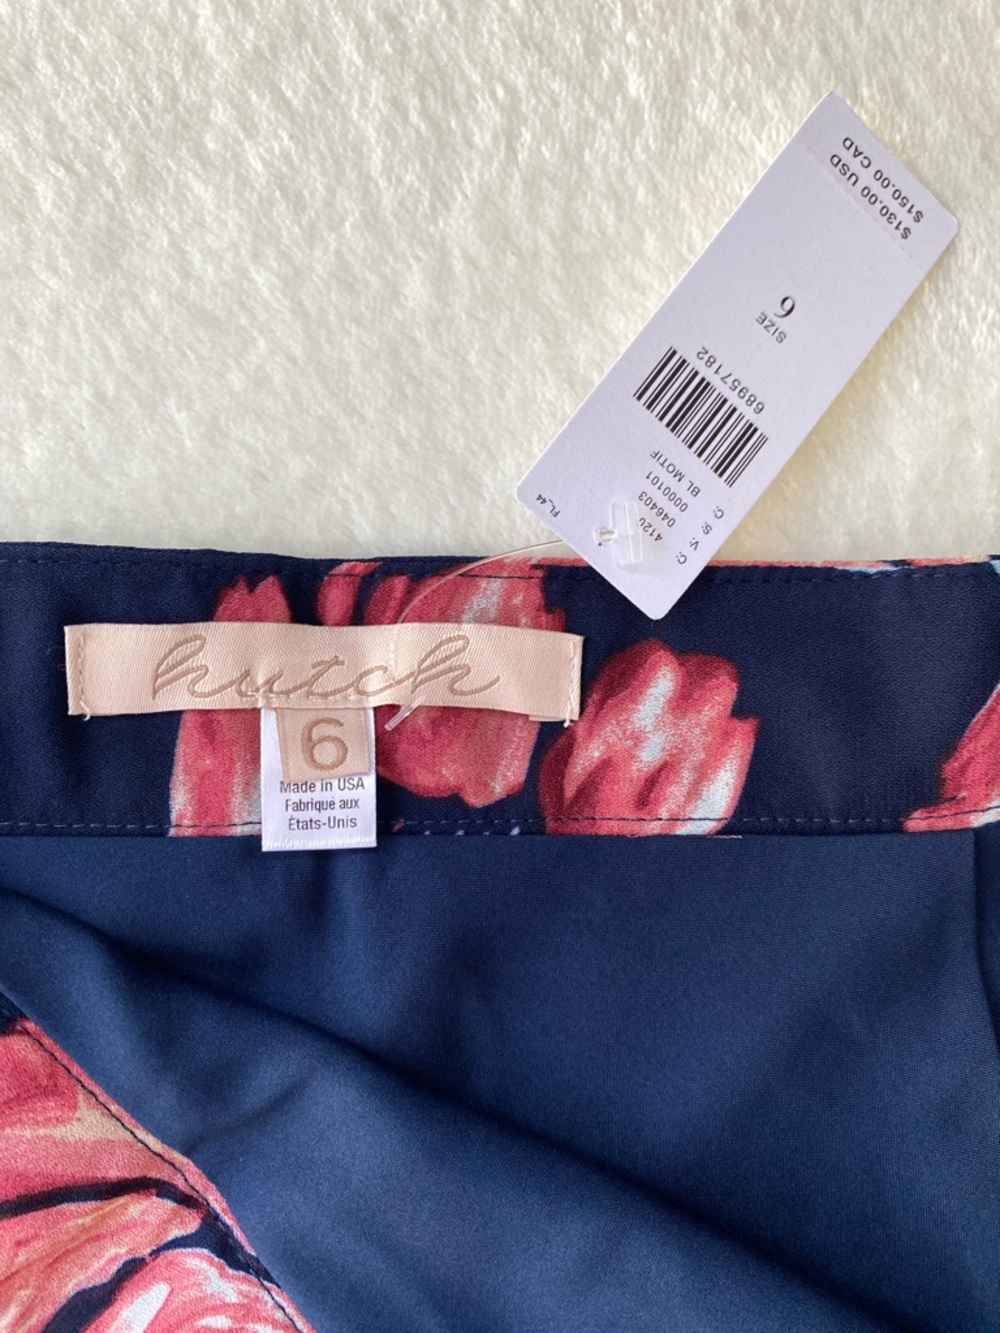 $150.00 CAD
$130.00 USD
SIZE
6
68957182
C: BL MOTIF
S: 0000101
V: 046403
C: 4120
FL_44
hutch
6
Made in USA
Fabriqué aux
États-Unis